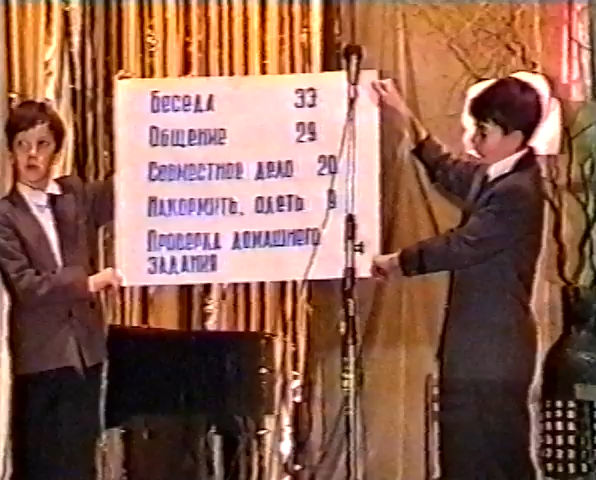 Беседа 33
Общение 29
Совместное дело 20
Накормить, одеть 9
Проверка домашнего
задания